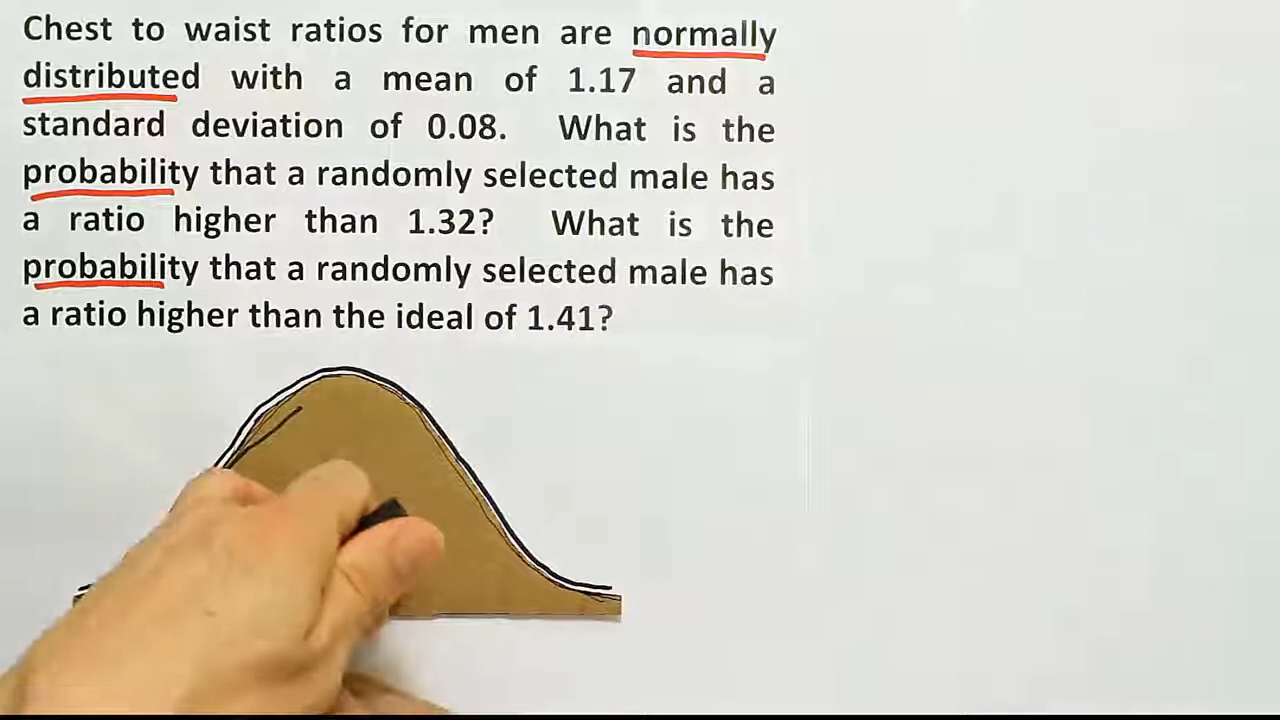 Chest to waist ratios for men are normally
distributed with a mean of 1.17 and a
standard deviation of 0.08. What is the
probability that a randomly selected male has
a ratio higher than 1.32? What is the
probability that a randomly selected male has
a ratio higher than the ideal of 1.41?